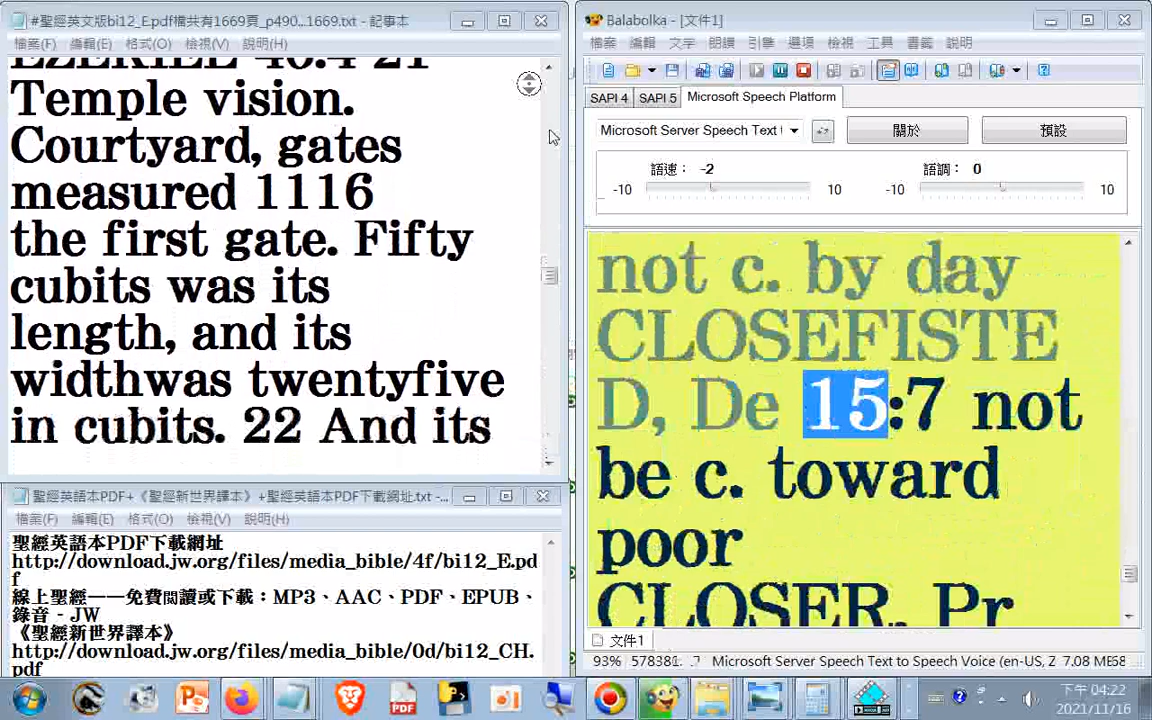 #聖經英文版bi12_E.pdf檔共有1669頁_p490...1669.txt - 記事本
檔案(F) 編輯(E) 格式(O) 檢視(V) 說明(H)
EZEKIEL 40:4 21
Temple vision.
Courtyard, gates
measured 1116
the first gate. Fifty
cubits was its
length, and its
widthwas twentyfive
in cubits. 22 And its
聖經英語本PDF+《聖經新世界譯本》+聖經英語本PDF下載網址.txt -...
檔案(F) 編輯(E) 格式(O) 檢視(V) 說明(H)
聖經英語本PDF下載網址
http://download.jw.org/files/media_bible/4f/bi12_E.pd
f
線上聖經——免費閱讀或下載：MP3、AAC、PDF、EPUB、
錄音 - JW
《聖經新世界譯本》
http://download.jw.org/files/media_bible/0d/bi12_CH.
pdf
Balabolka - [文件1]
檔案 編輯 文字 朗讀 引擎 選項 檢視 工具 書籤 說明
SAPI 4 SAPI 5 Microsoft Speech Platform
Microsoft Server Speech Text 關於 預設
語速： -2 語調： 0
-10 10 -10 10
not c. by day
CLOSEFISTE
D, De 15:7 not
be c. toward
poor
CLOSER, Pr
文件1
93% Microsoft Server Speech Text to Speech Voice (en-US, Z 7.08 MB
下午 04:22
2021/11/16